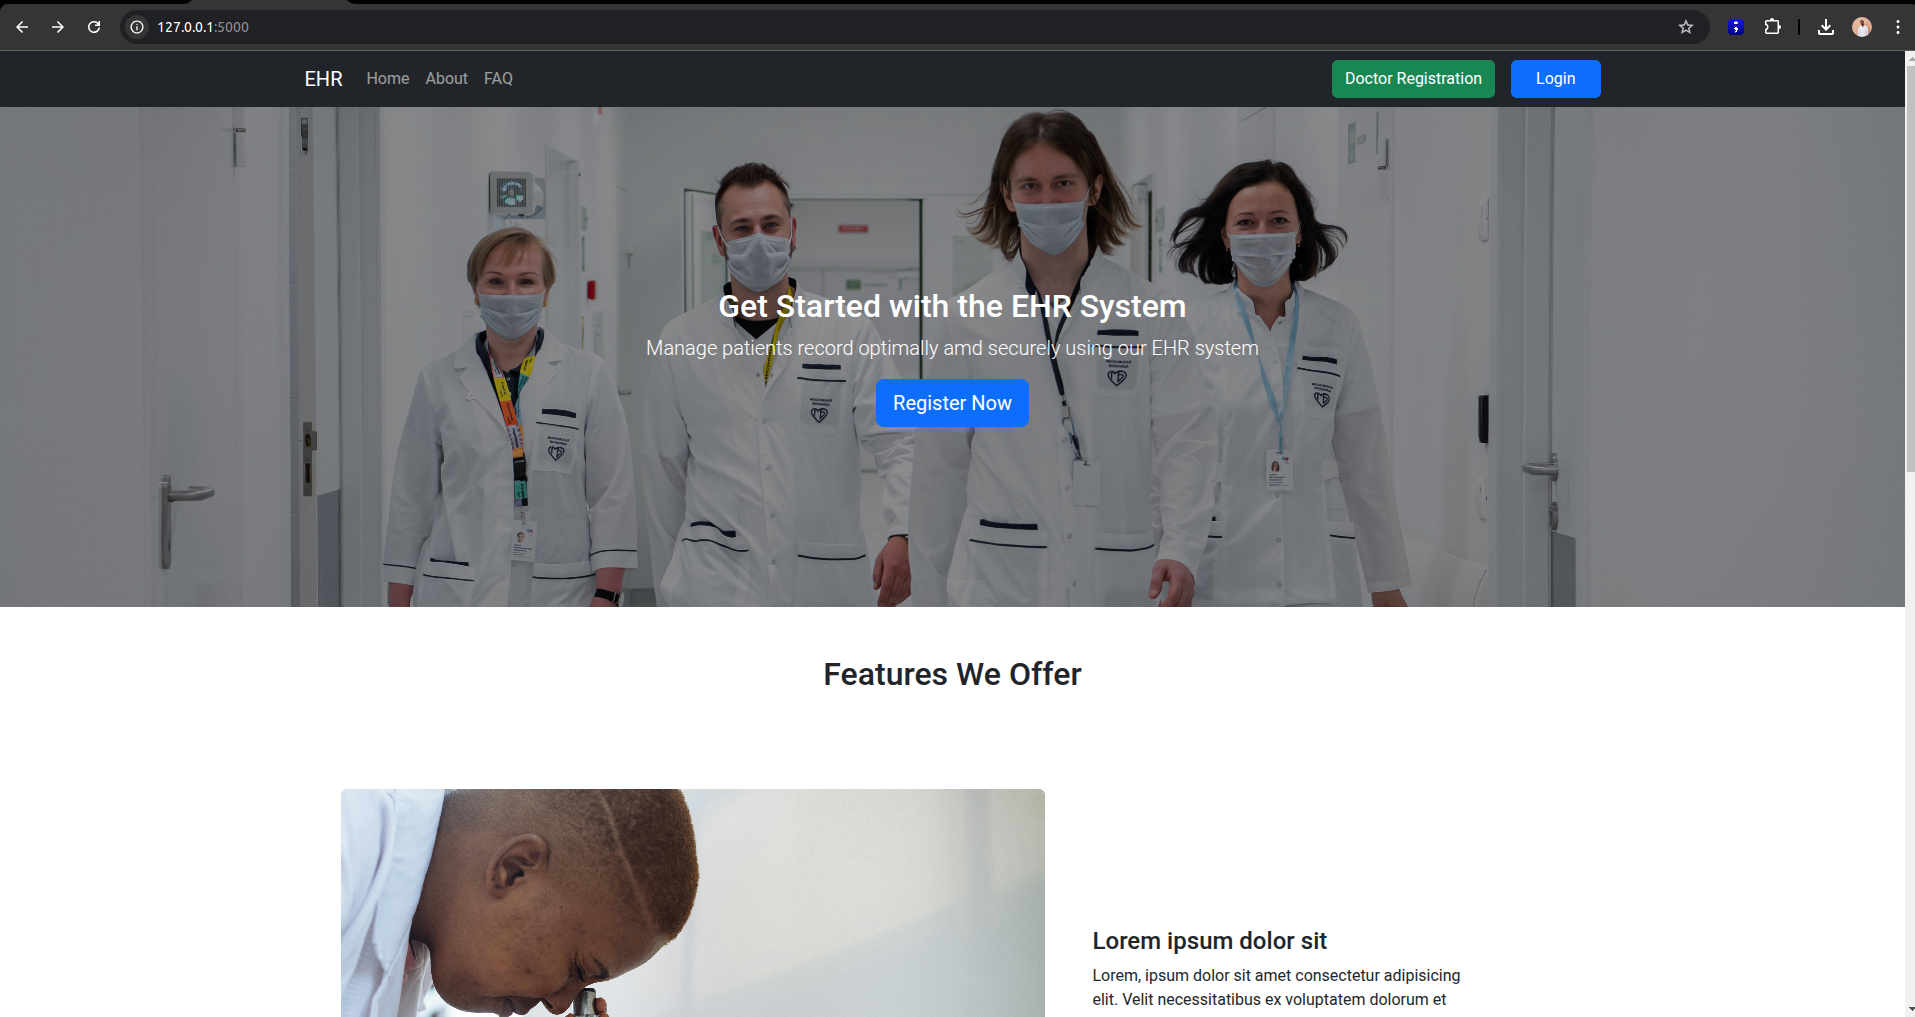 127.0.0.1:5000
EHR Home About FAQ Doctor Registration Login
Get Started with the EHR System
Manage patients record optimally amd securely using our EHR system
Register Now
Features We Offer
Lorem ipsum dolor sit
Lorem, ipsum dolor sit amet consectetur adipisicing
elit. Velit necessitatibus ex voluptatem dolorum et